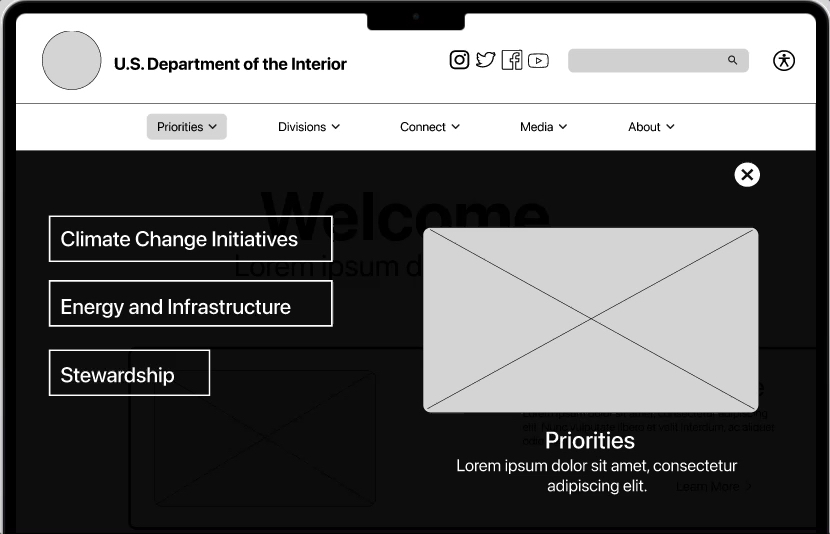 U.S. Department of the Interior
Priorities Divisions Connect Media About
Welcome
Climate Change Initiatives
Lorem ipsum d
Energy and Infrastructure
Stewardship
Priorities
Lorem ipsum dolor sit amet, consectetur
adipiscing elit.
Learn More